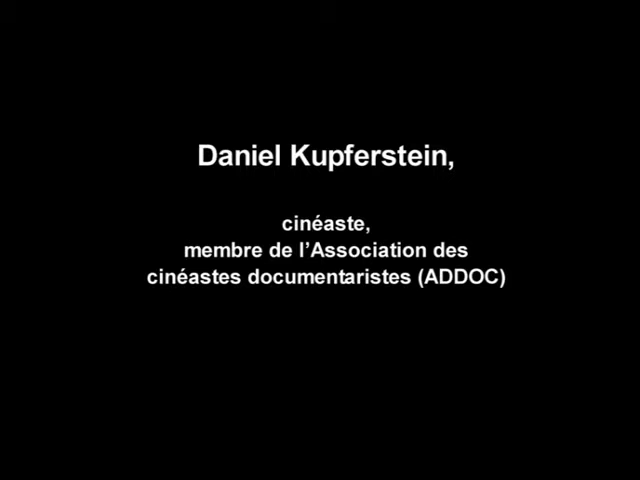 Daniel Kupferstein,
cinéaste,
membre de l’Association des
cinéastes documentaristes (ADDOC)